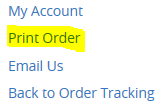 My Account
Print Order
Email Us
Back to Order Tracking